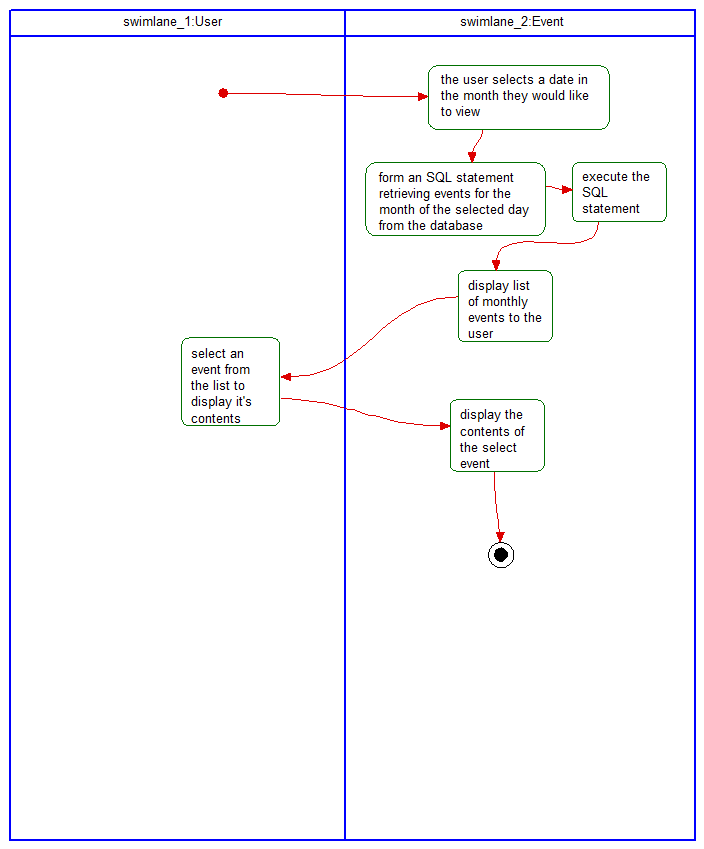 swimlane_1:User
swimlane_2:Event
the user selects a date in
the month they would like
to view
form an SQL statement
retrieving events for the
month of the selected day
from the database
execute the
SQL
statement
display list
of monthly
events to the
user
select an
event from
the list to
display it's
contents
display the
contents of
the select
event